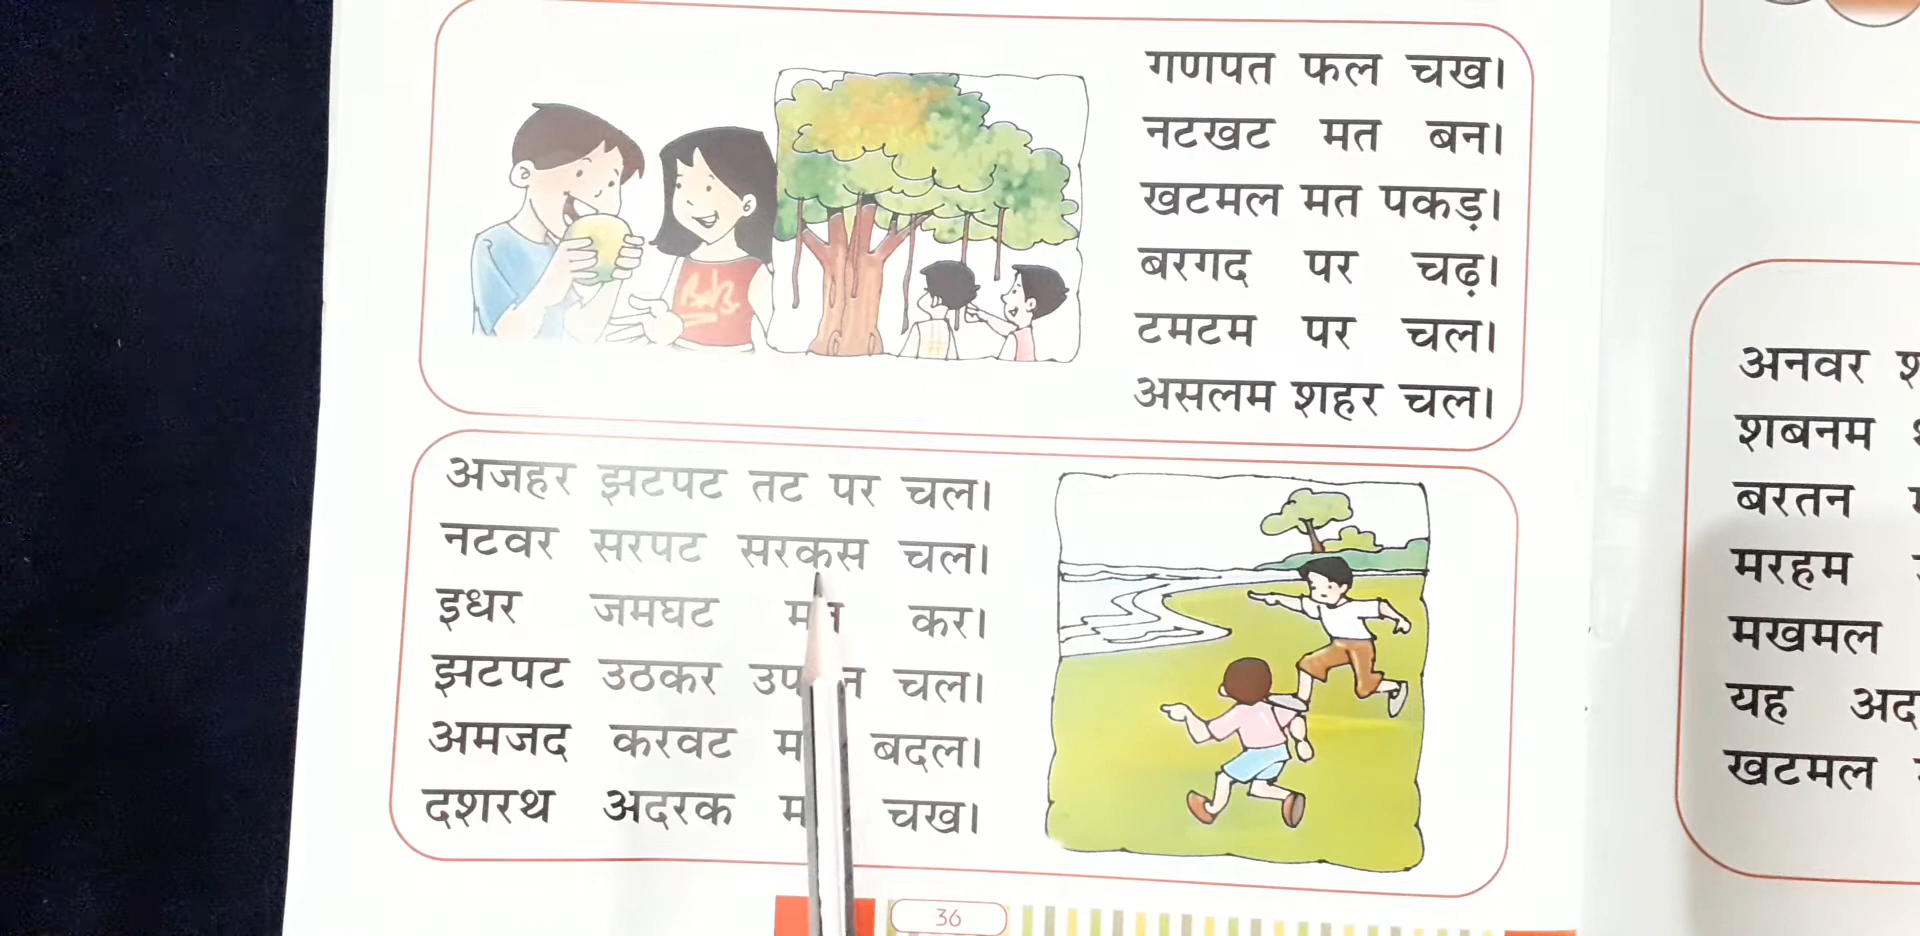 गणपत फल चख।
नटखट मत बन।
खटमल मत पकड़।
बरगद पर चढ़।
टमटम पर चल।
असलम शहर चल।
अजहर झटपट तट पर चल।
नटवर सरपट सरकस चल।
इधर जमघट कर।
झटपट उठकर चल।
अमजद करवट बदल।
दशरथ अदरक चख।
36
अनवर
शबनम
बरतन
मरहम
मखमल
यह
खटमल